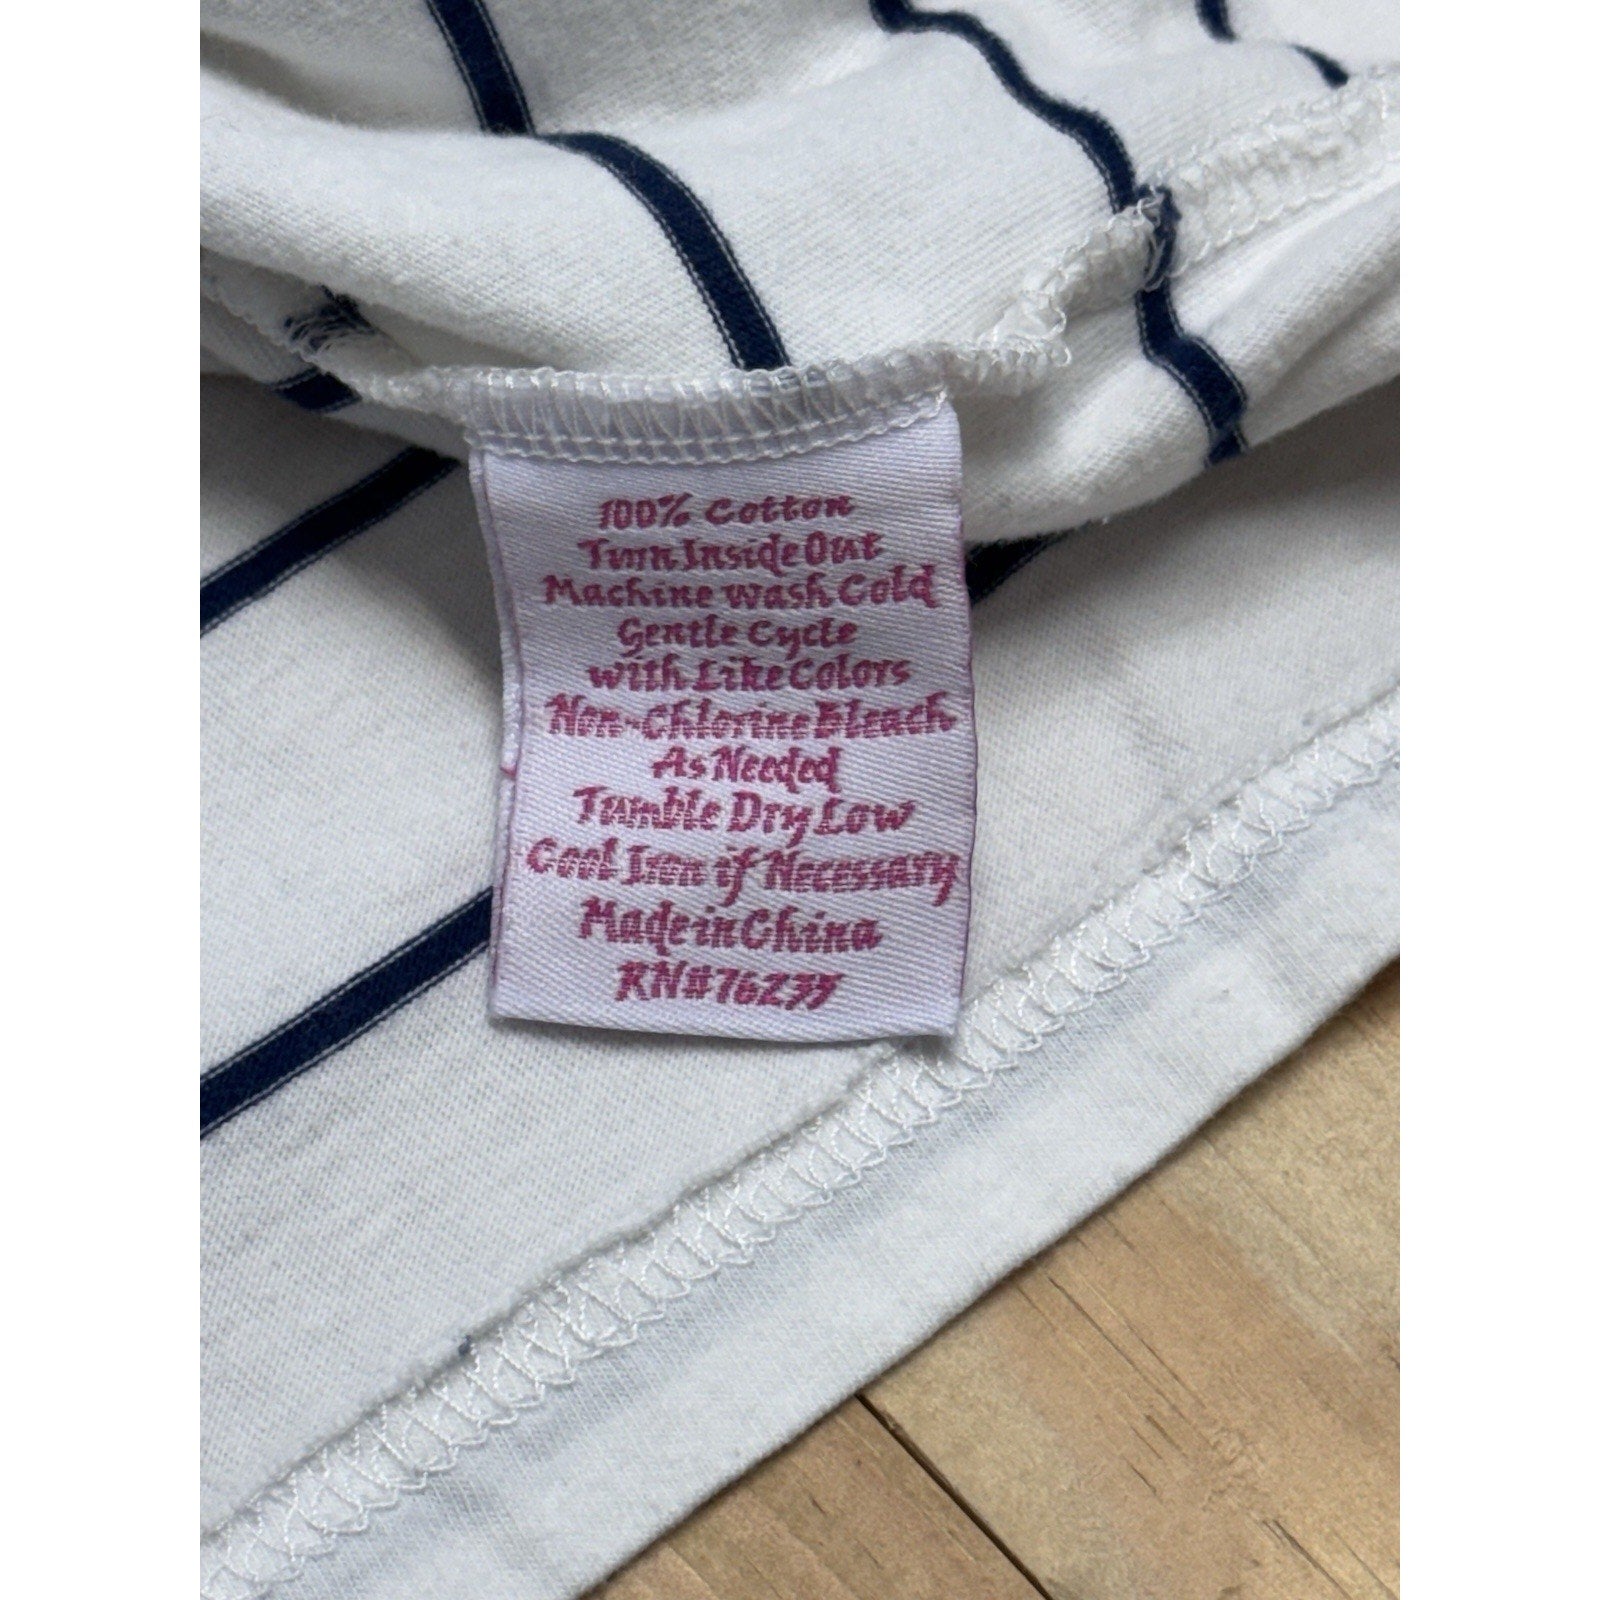 100% Cotton
Turn Inside Out
Machine Wash Cold
Gentle Cycle
with Like Colors
Non-Chlorine Bleach
As Needed
Tumble Dry Low
Cool Iron if Necessary
Made in China
RN#76235